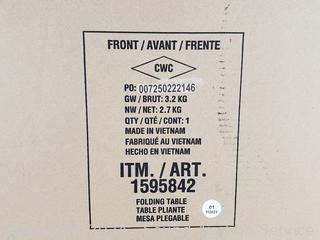 FRONT / AVANT / FRENTE
CWC
PO: 007250222146
GW / BRUT: 3.2 KG
NW / NET: 2.7 KG
QTY / QTÉ / CONT: 1
MADE IN VIETNAM
FABRIQUÉ AU VIETNAM
HECHO EN VIETNAM
ITM. / ART.
1595842
FOLDING TABLE
TABLE PLIANTE
MESA PLEGABLE
01